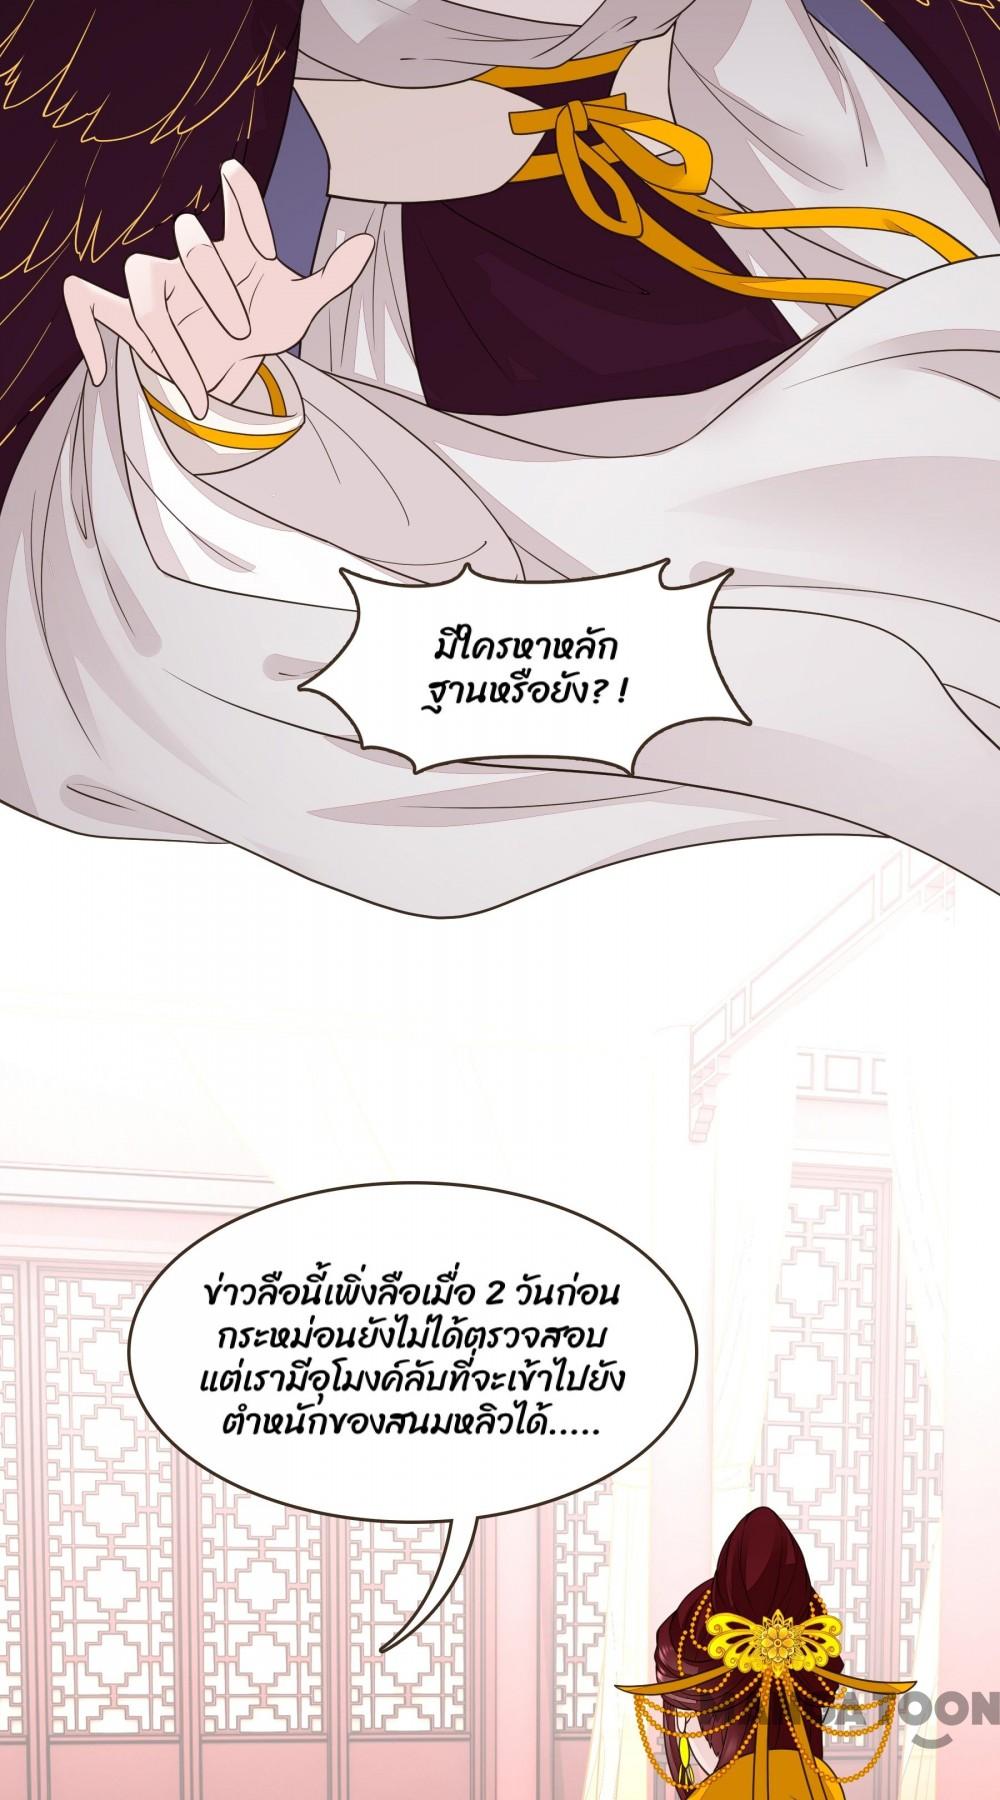 มีใครหาหลัก
ฐานหรือยัง?!
ข่าวลือนี้เพิ่งลือเมื่อ 2 วันก่อน
กระหม่อนยังไม่ได้ตรวจสอบ
แต่เรามีอุโมงค์ลับที่จะเข้าไปยัง
ตำหนักของสนมหลิวได้.....
MANGATOON